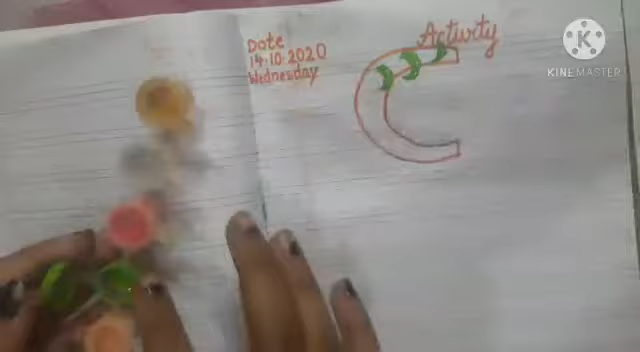 Date
14.10.2020
Wednesday
Activity
C
K
KINEMASTER